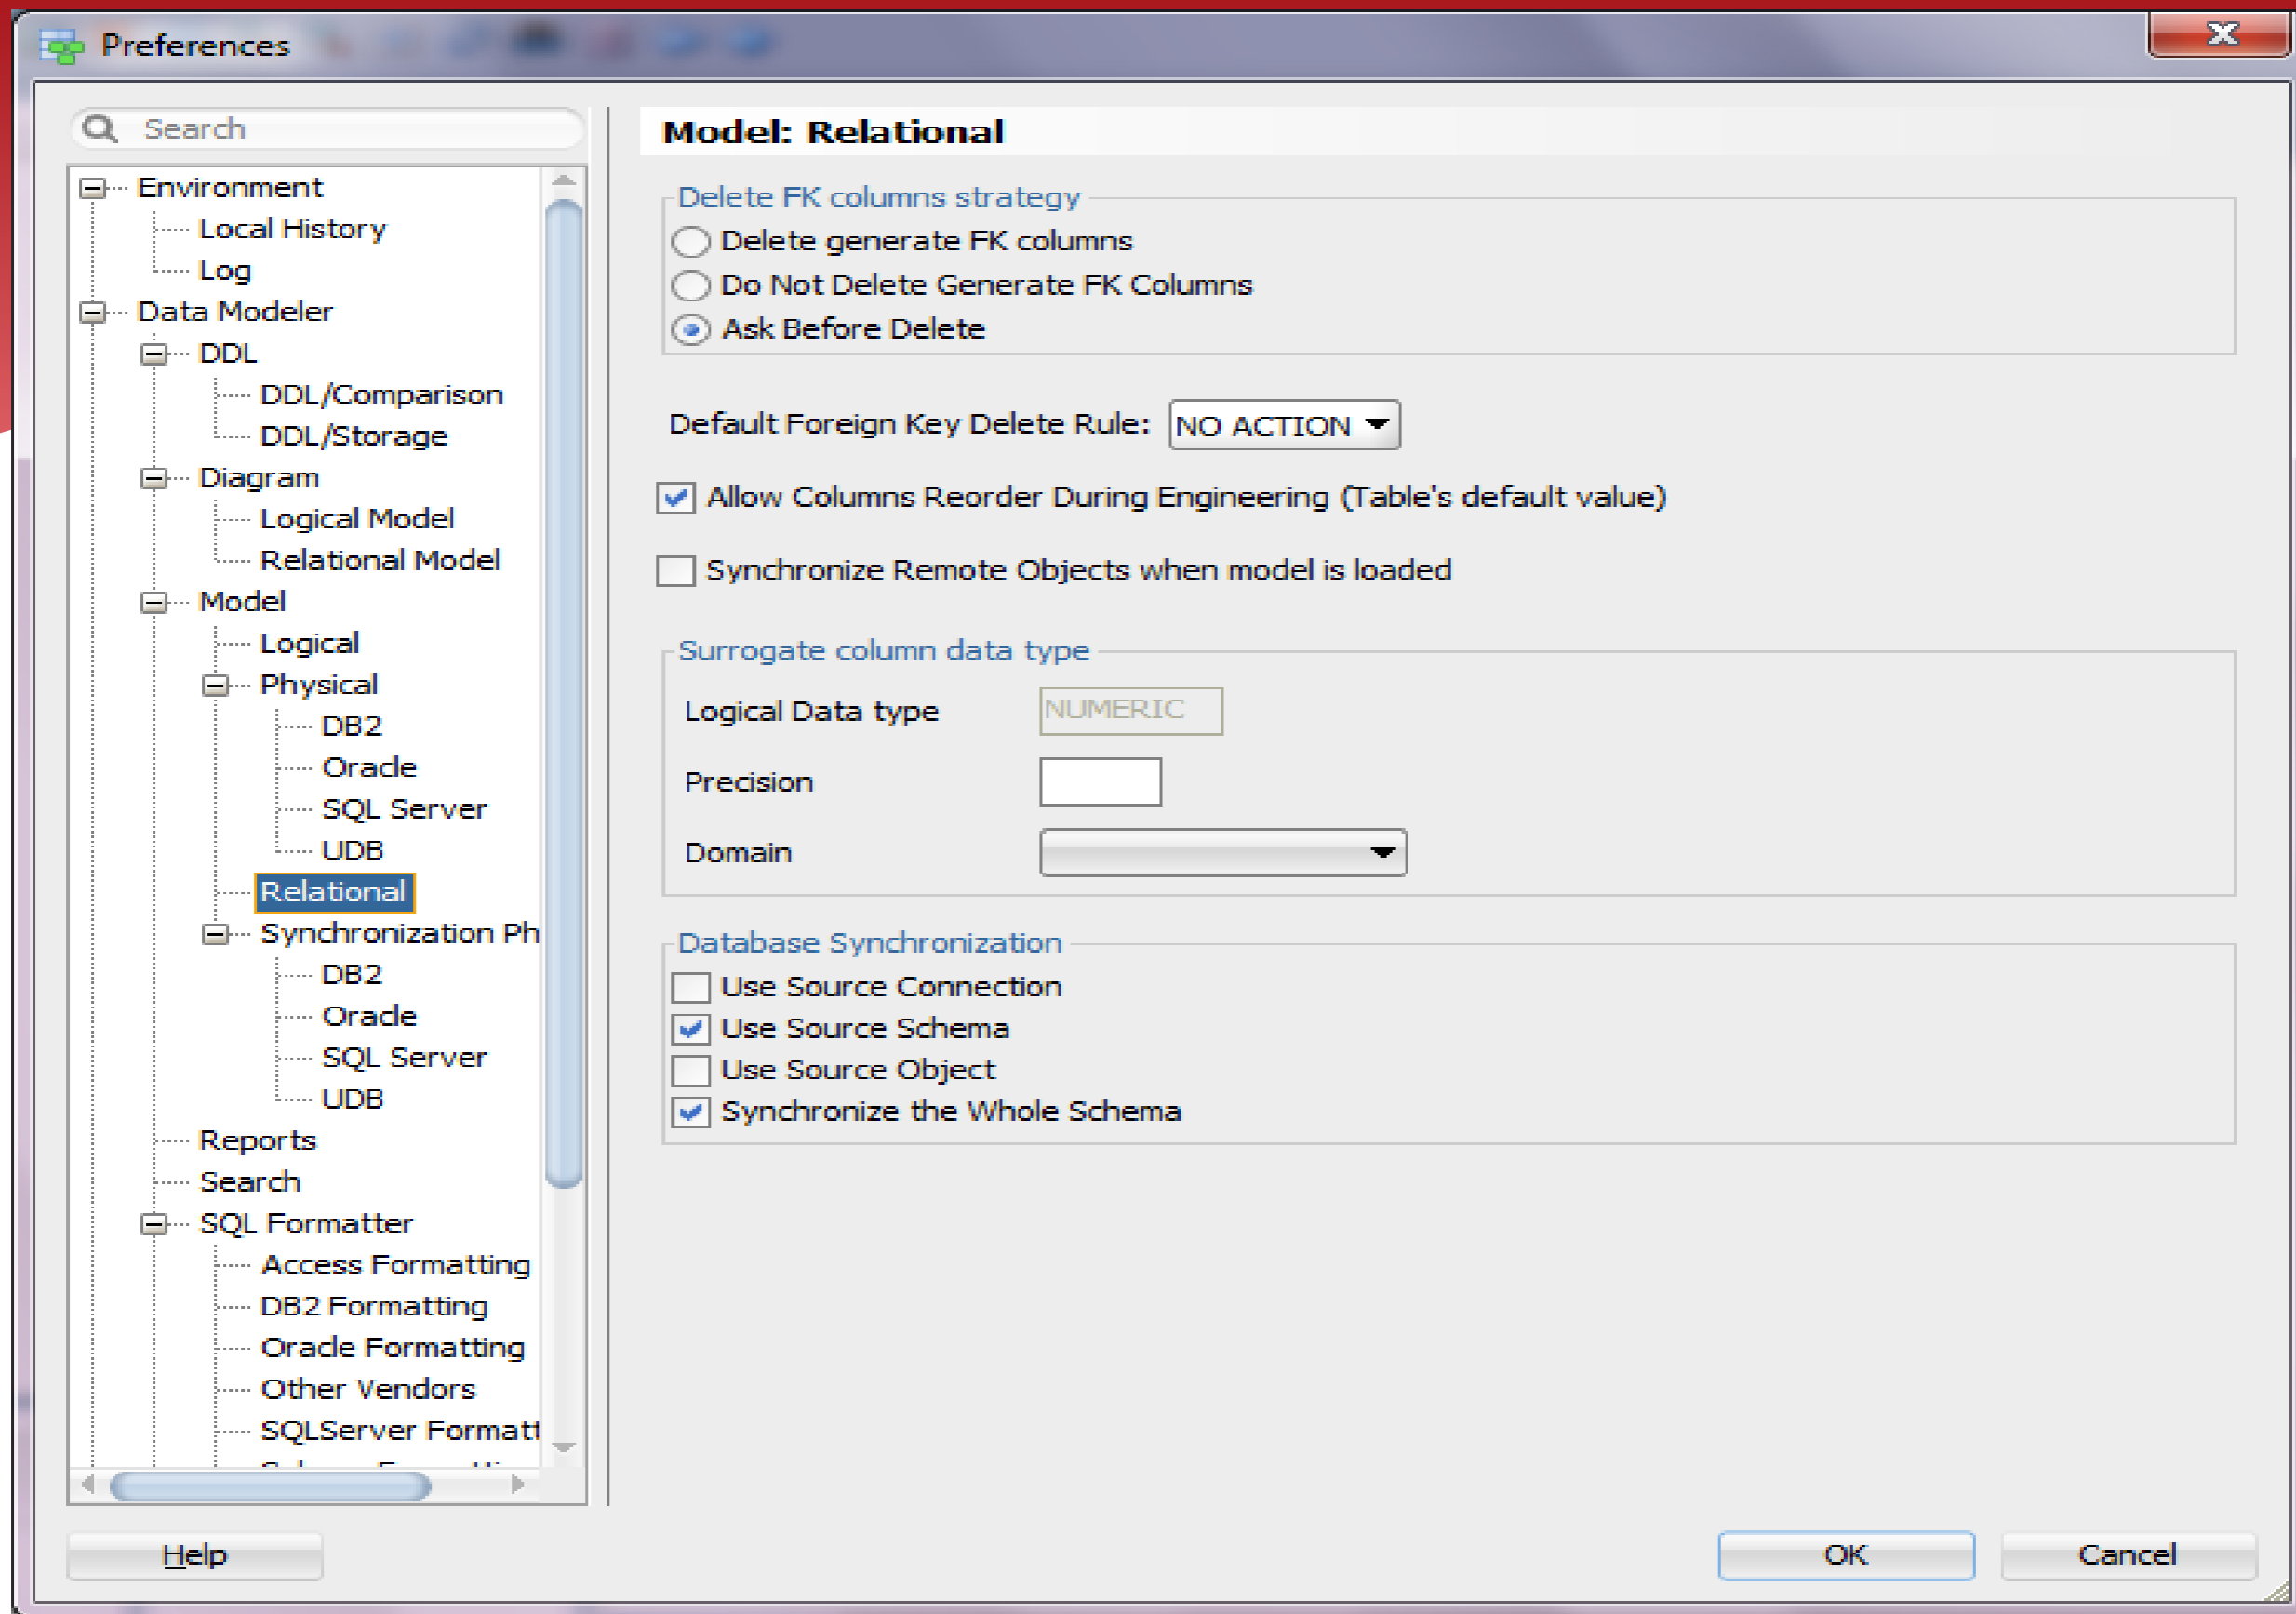 Preferences
Search
Environment
Local History
Log
Data Modeler
DDL
DDL/Comparison
DDL/Storage
Diagram
Logical Model
Relational Model
Model
Logical
Physical
DB2
Oracle
SQL Server
UDB
Relational
Synchronization Ph
DB2
Oracle
SQL Server
UDB
Reports
Search
SQL Formatter
Access Formatting
DB2 Formatting
Oracle Formatting
Other Vendors
SQLServer Formatt
Model: Relational
Delete FK columns strategy
Delete generate FK columns
Do Not Delete Generate FK Columns
Ask Before Delete
Default Foreign Key Delete Rule: NO ACTION
Allow Columns Reorder During Engineering (Table's default value)
Synchronize Remote Objects when model is loaded
Surrogate column data type
Logical Data type NUMERIC
Precision
Domain
Database Synchronization
Use Source Connection
Use Source Schema
Use Source Object
Synchronize the Whole Schema
Help
OK
Cancel